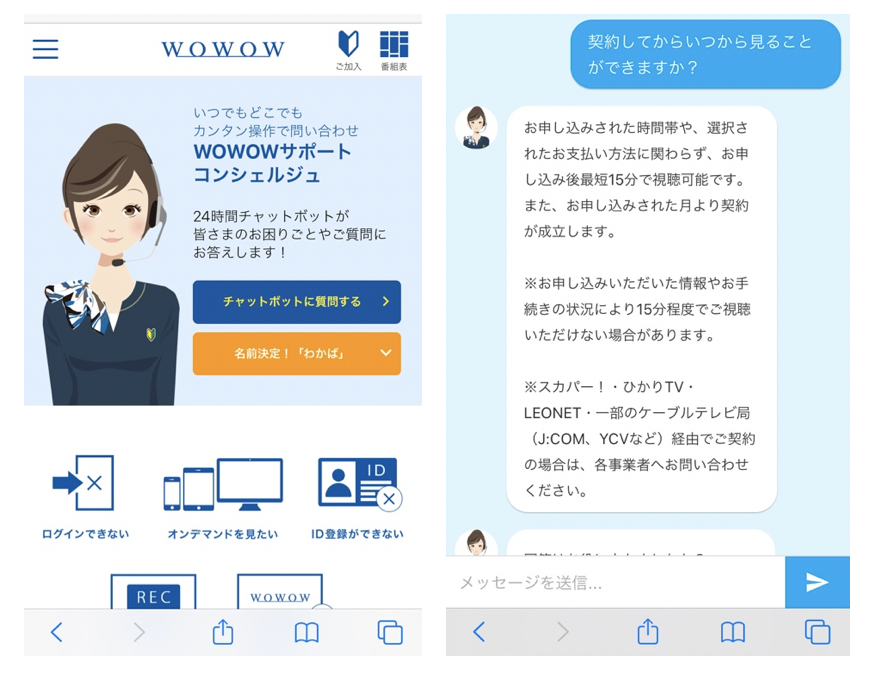 WOWOW
ご加入
番組表
いつでもどこでも
カンタン操作で問い合わせ
WOWOWサポート
コンシェルジュ
24時間チャットボットが
皆さまのお困りごとやご質問に
お答えします！
チャットボットに質問する
名前決定！「わかば」
ログインできない
オンデマンドを見たい
ID
ID登録ができない
REC
WOWOW
契約してからいつから見ること
ができますか？
お申し込みされた時間帯や、選択さ
れたお支払い方法に関わらず、お申
し込み後最短15分で視聴可能です。
また、お申し込みされた月より契約
が成立します。
※お申し込みいただいた情報やお手
続きの状況により15分程度でご視聴
いただけない場合があります。
※スカパー！・ひかりTV・
LEONET・一部のケーブルテレビ局
（J:COM、YCVなど）経由でご契約
の場合は、各事業者へお問い合わせ
ください。
メッセージを送信...